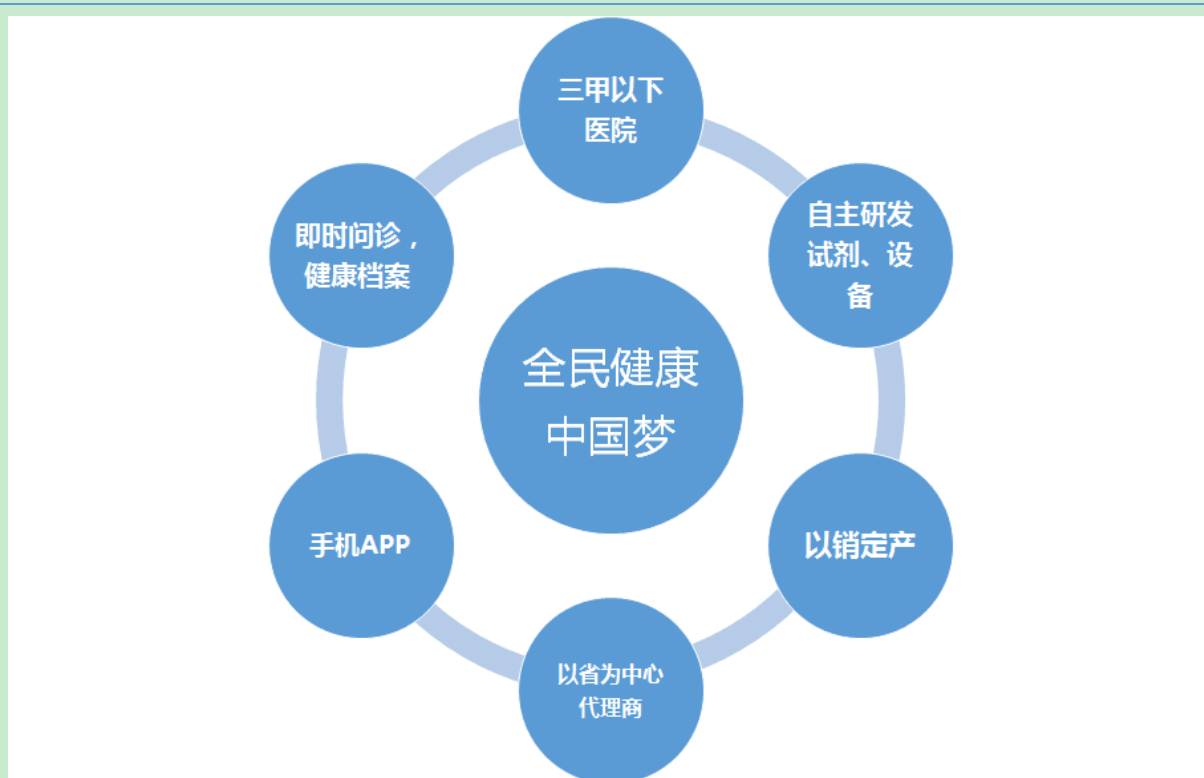 三甲以下
医院
自主研发
试剂、设
备
以销定产
以省为中心
代理商
手机APP
即时问诊，
健康档案
全民健康
中国梦